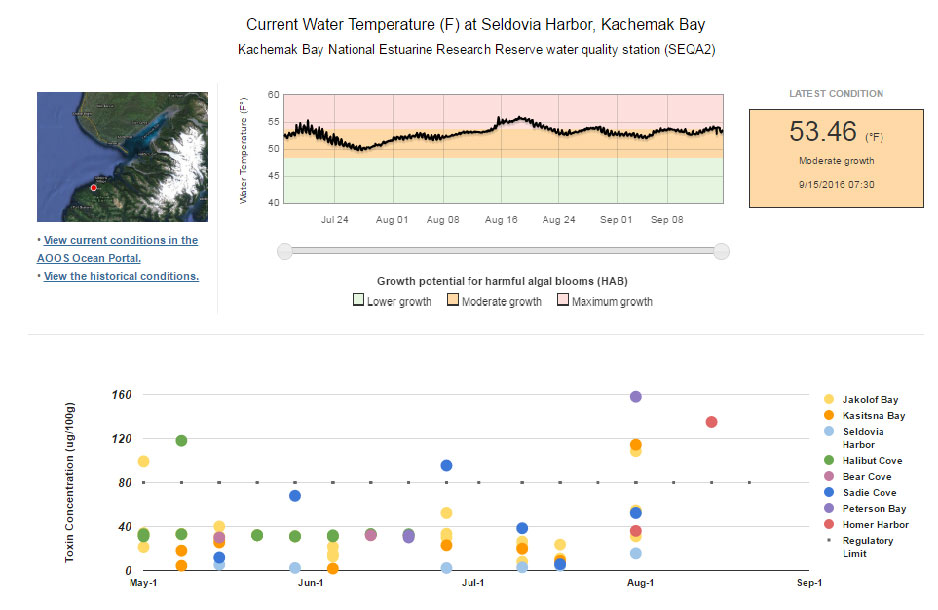 Current Water Temperature (F) at Seldovia Harbor, Kachemak Bay
Kachemak Bay National Estuarine Research Reserve water quality station (SEQA2)
• View current conditions in the
AOOS Ocean Portal.
• View the historical conditions.
Water Temperature (F°)
60
55
50
45
40
Jul 24 Aug 01 Aug 08 Aug 16 Aug 24 Sep 01 Sep 08
Growth potential for harmful algal blooms (HAB)
Lower growth Moderate growth Maximum growth
LATEST CONDITION
53.46 (°F)
Moderate growth
9/15/2016 07:30
Toxin Concentration (ug/100g)
160
120
80
40
0
May-1 Jun-1 Jul-1 Aug-1 Sep-1
Jakolof Bay
Kasitsna Bay
Seldovia
Harbor
Halibut Cove
Bear Cove
Sadie Cove
Peterson Bay
Homer Harbor
Regulatory
Limit